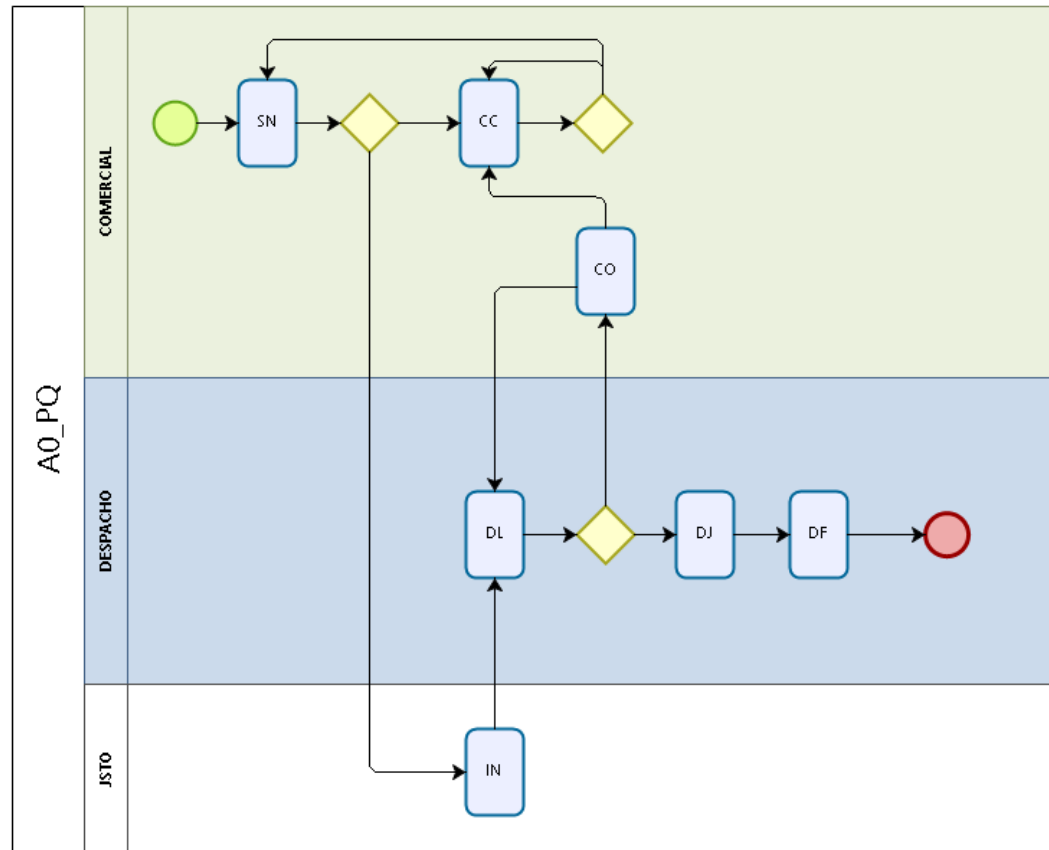 A0_PQ
COMERCIAL
SN
CC
CO
DESPACHO
DL
DJ
DF
JSTO
IN